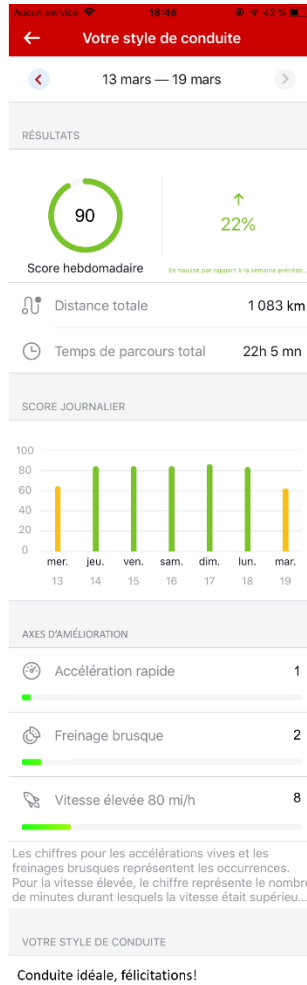 Aucun service 18:46 42 %
Votre style de conduite
13 mars — 19 mars
RÉSULTATS
90
22%
Score hebdomadaire
En hausse par rapport à la semaine précéde...
Distance totale 1 083 km
Temps de parcours total 22h 5 mn
SCORE JOURNALIER
100
80
60
40
20
0
mer. jeu. ven. sam. dim. lun. mar.
13 14 15 16 17 18 19
AXES D'AMÉLIORATION
Accélération rapide 1
Freinage brusque 2
Vitesse élevée 80 mi/h 8
Les chiffres pour les accélérations vives et les
freinages brusques représentent les occurrences.
Pour la vitesse élevée, le chiffre représente le nombre
de minutes durant lesquels la vitesse était supérieu...
VOTRE STYLE DE CONDUITE
Conduite idéale, félicitations!